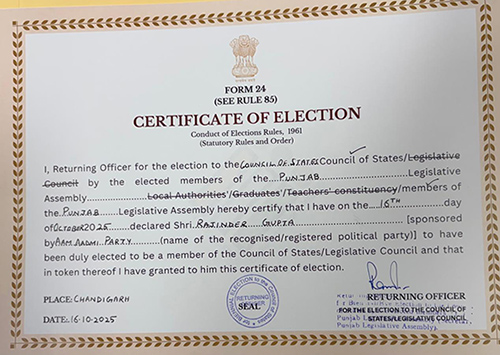 FORM 24
(SEE RULE 85)
CERTIFICATE OF ELECTION
Conduct of Elections Rules, 1961
(Statutory Rules and Order)
I, Returning Officer for the election to the COUNCIL OF STATES Council of States/Legislative
Council by the elected members of the....PUNJAB..............................Legislative
Assembly..................Local Authorities'/Graduates'/Teachers' constituency/members of
the PUNJAB......Legislative Assembly hereby certify that I have on the.....16TH.......day
of OCTOBER 2025......declared Shri. RAJINDER GUPTA...............................[sponsored
by AAM AADMI PARTY..........(name of the recognised/registered political party)] to have
been duly elected to be a member of the Council of States/Legislative Council and that
in token thereof I have granted to him this certificate of election.
PLACE: CHANDIGARH
DATE: 16-10-2025
RETURNING
SEAL
RETURNING OFFICER
FOR THE ELECTION TO THE COUNCIL OF
STATES/LEGISLATIVE COUNCIL
Punjab Legislative Assembly)